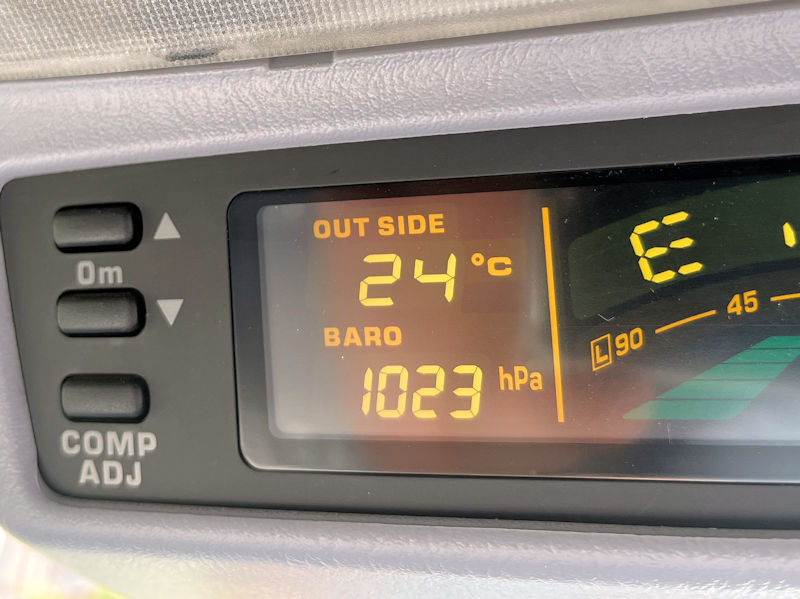 OUT SIDE
24 °C
BARO
1023 hPa
E
L 90
45
▲
0m
▼
COMP
ADJ